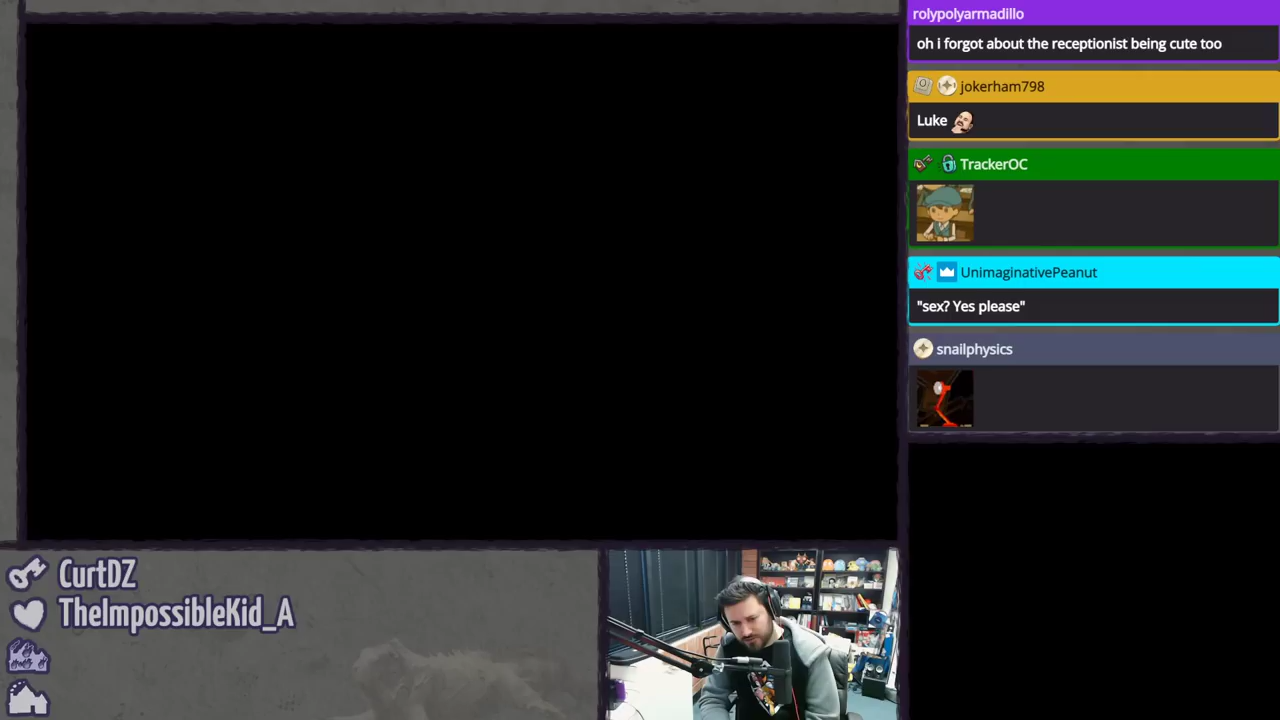 rolypolyarmadillo
oh i forgot about the receptionist being cute too
jokerham798
Luke
TrackerOC
UnimaginativePeanut
"sex? Yes please"
snailphysics
CurtDZ
TheImpossibleKid_A